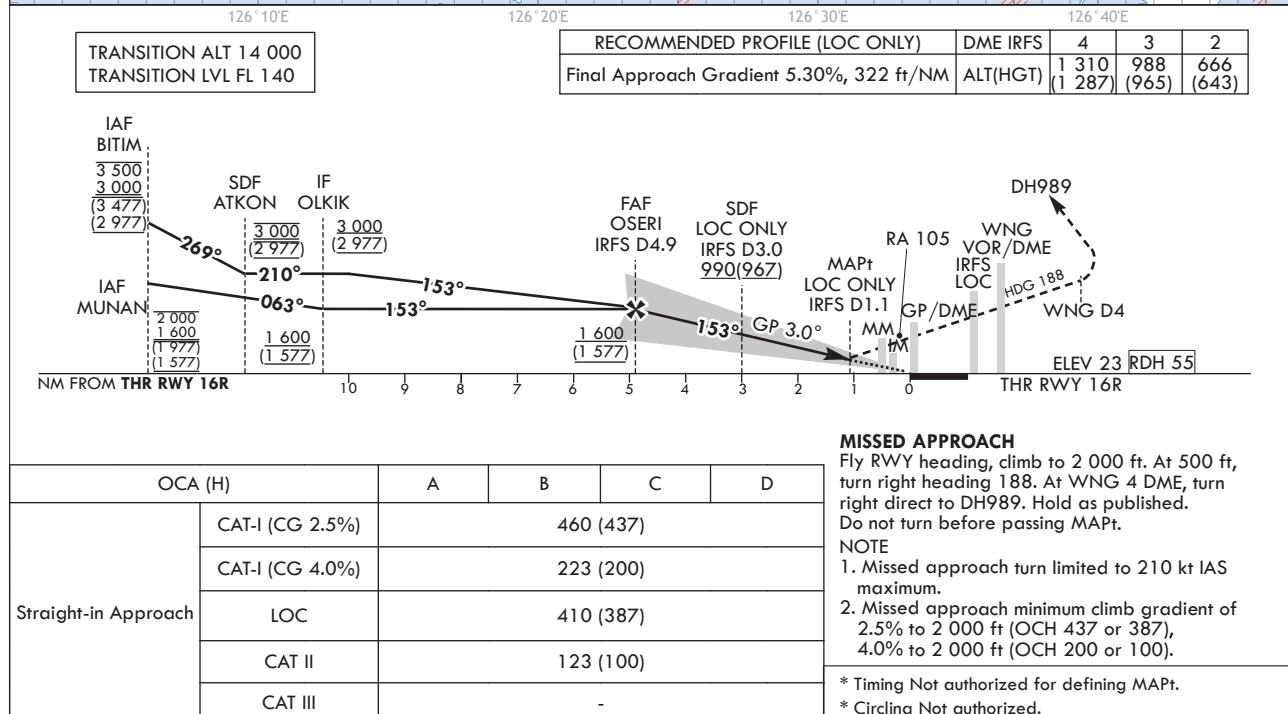 126°10'E
126°20'E
126°30'E
126°40'E
TRANSITION ALT 14 000
TRANSITION LVL FL 140
RECOMMENDED PROFILE (LOC ONLY) DME IRFS 4 3 2
Final Approach Gradient 5.30%, 322 ft/NM ALT(HGT) 1 310 988 666
(1 287) (965) (643)
IAF
BITIM
3 500
3 000
(3 477)
(2 977)
SDF
ATKON
3 000
(2 977)
IF
OLKIK
3 000
(2 977)
FAF
OSERI
IRFS D4.9
SDF
LOC ONLY
IRFS D3.0
990(967)
MAPt
LOC ONLY
IRFS D1.1
RA 105
WNG
VOR/DME
IRFS
LOC
DH989
269°
210°
153°
IAF
MUNAN
2 000
1 600
(1 977)
(1 577)
063°
153°
1 600
(1 577)
1 600
(1 577)
153°
GP 3.0°
MM
IM
GP/DME
HDG 188
WNG D4
ELEV 23 RDH 55
NM FROM THR RWY 16R
10 9 8 7 6 5 4 3 2 1 0
THR RWY 16R
OCA (H) A B C D
Straight-in Approach
CAT-I (CG 2.5%) 460 (437)
CAT-I (CG 4.0%) 223 (200)
LOC 410 (387)
CAT II 123 (100)
CAT III -
MISSED APPROACH
Fly RWY heading, climb to 2 000 ft. At 500 ft,
turn right heading 188. At WNG 4 DME, turn
right direct to DH989. Hold as published.
Do not turn before passing MAPt.
NOTE
1. Missed approach turn limited to 210 kt IAS
maximum.
2. Missed approach minimum climb gradient of
2.5% to 2 000 ft (OCH 437 or 387),
4.0% to 2 000 ft (OCH 200 or 100).
* Timing Not authorized for defining MAPt.
* Circling Not authorized.